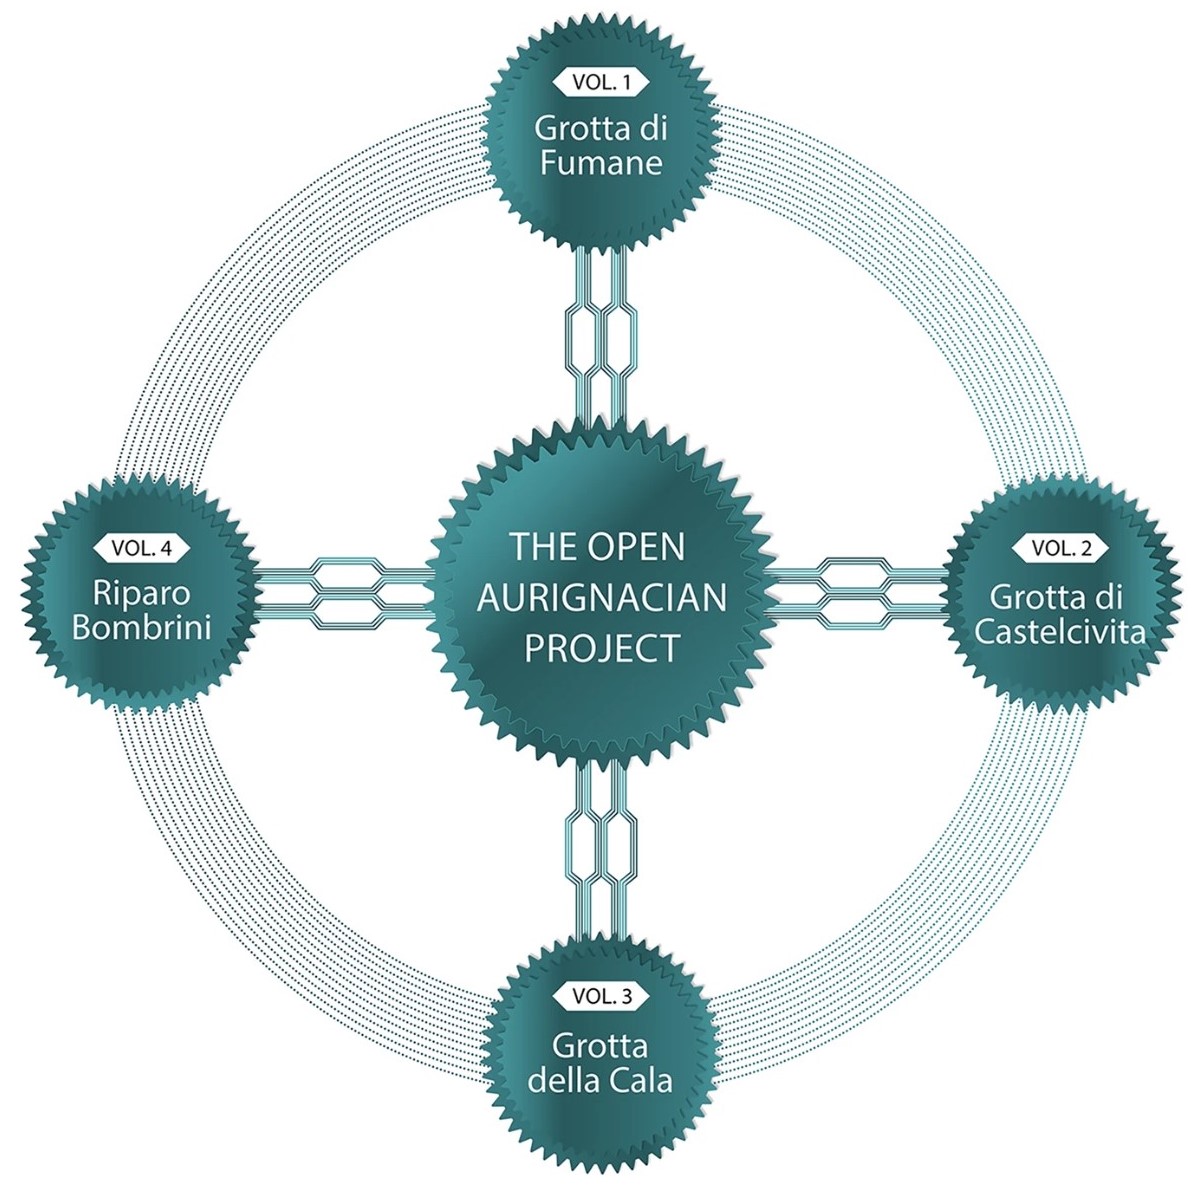 VOL. 1
Grotta di
Fumane
THE OPEN
AURIGNACIAN
PROJECT
VOL. 4
Riparo
Bombrini
VOL. 2
Grotta di
Castelcivita
VOL. 3
Grotta
della Cala